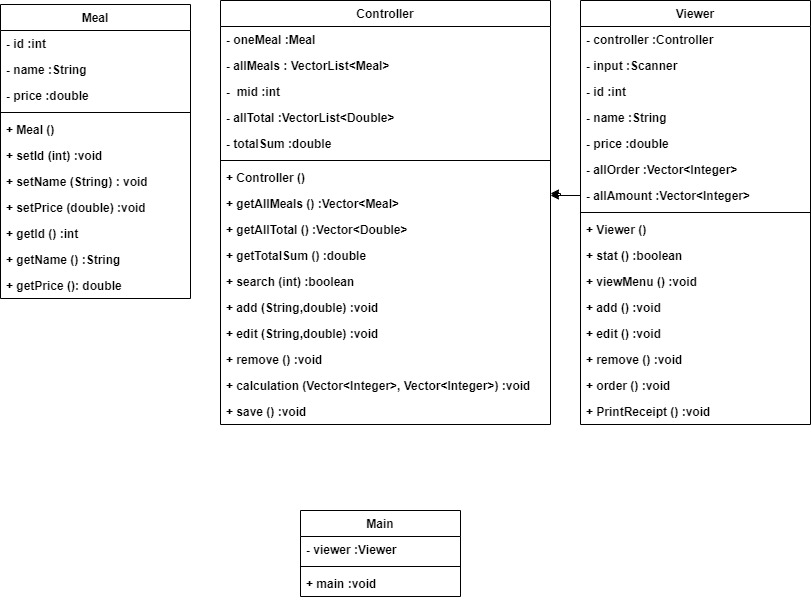 Meal
- id :int
- name :String
- price :double
+ Meal ()
+ setId (int) :void
+ setName (String) : void
+ setPrice (double) :void
+ getId () :int
+ getName () :String
+ getPrice (): double
Controller
- oneMeal :Meal
- allMeals : VectorList<Meal>
- mid :int
- allTotal :VectorList<Double>
- totalSum :double
+ Controller ()
+ getAllMeals () :Vector<Meal>
+ getAllTotal () :Vector<Double>
+ getTotalSum () :double
+ search (int) :boolean
+ add (String,double) :void
+ edit (String,double) :void
+ remove () :void
+ calculation (Vector<Integer>, Vector<Integer>) :void
+ save () :void
Viewer
- controller :Controller
- input :Scanner
- id :int
- name :String
- price :double
- allOrder :Vector<Integer>
- allAmount :Vector<Integer>
+ Viewer ()
+ stat () :boolean
+ viewMenu () :void
+ add () :void
+ edit () :void
+ remove () :void
+ order () :void
+ PrintReceipt () :void
Main
- viewer :Viewer
+ main :void